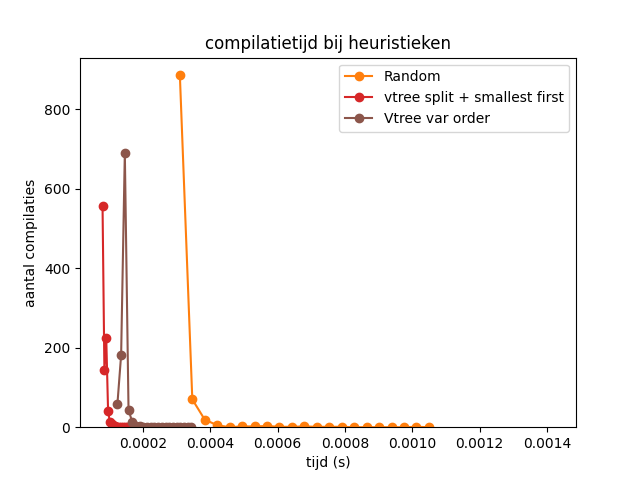 compilatietijd bij heuristieken
Random
vtree split + smallest first
Vtree var order
aantal compilaties
800
600
400
200
0
0.0002 0.0004 0.0006 0.0008 0.0010 0.0012 0.0014
tijd (s)